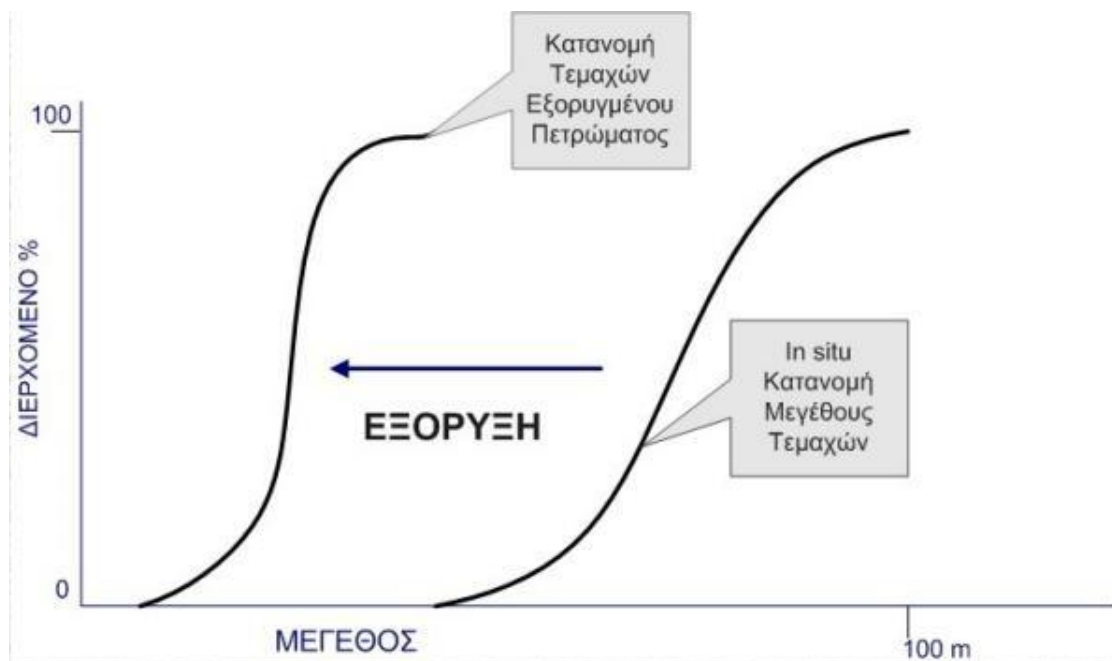 Κατανομή
Τεμαχών
Εξορυγμένου
Πετρώματος
100
ΔΙΕΡΧΟΜΕΝΟ %
In situ
Κατανομή
Μεγέθους
Τεμαχών
ΕΞΟΡΥΞΗ
0
ΜΕΓΕΘΟΣ
100 m